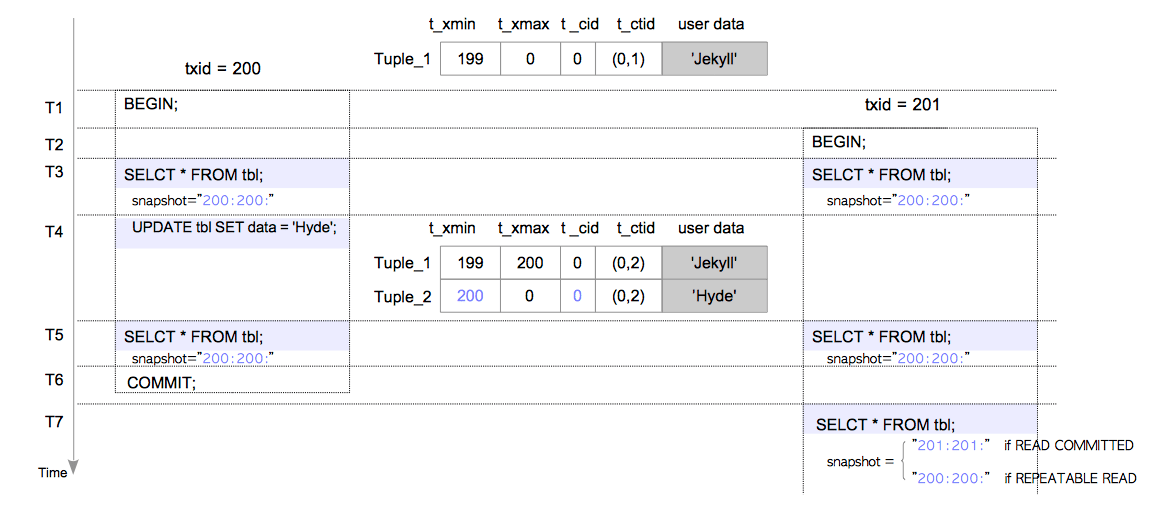 t_xmin t_xmax t _cid t_ctid user data
Tuple_1 199 0 0 (0,1) 'Jekyll'
txid = 200
T1 BEGIN; txid = 201
T2 BEGIN;
T3 SELCT * FROM tbl; SELCT * FROM tbl;
snapshot="200:200:" snapshot="200:200:"
T4 UPDATE tbl SET data = 'Hyde'; t_xmin t_xmax t _cid t_ctid user data
Tuple_1 199 200 0 (0,2) 'Jekyll'
Tuple_2 200 0 0 (0,2) 'Hyde'
T5 SELCT * FROM tbl; SELCT * FROM tbl;
snapshot="200:200:" snapshot="200:200:"
T6 COMMIT;
T7 SELCT * FROM tbl;
"201:201:" if READ COMMITTED
snapshot =
Time "200:200:" if REPEATABLE READ